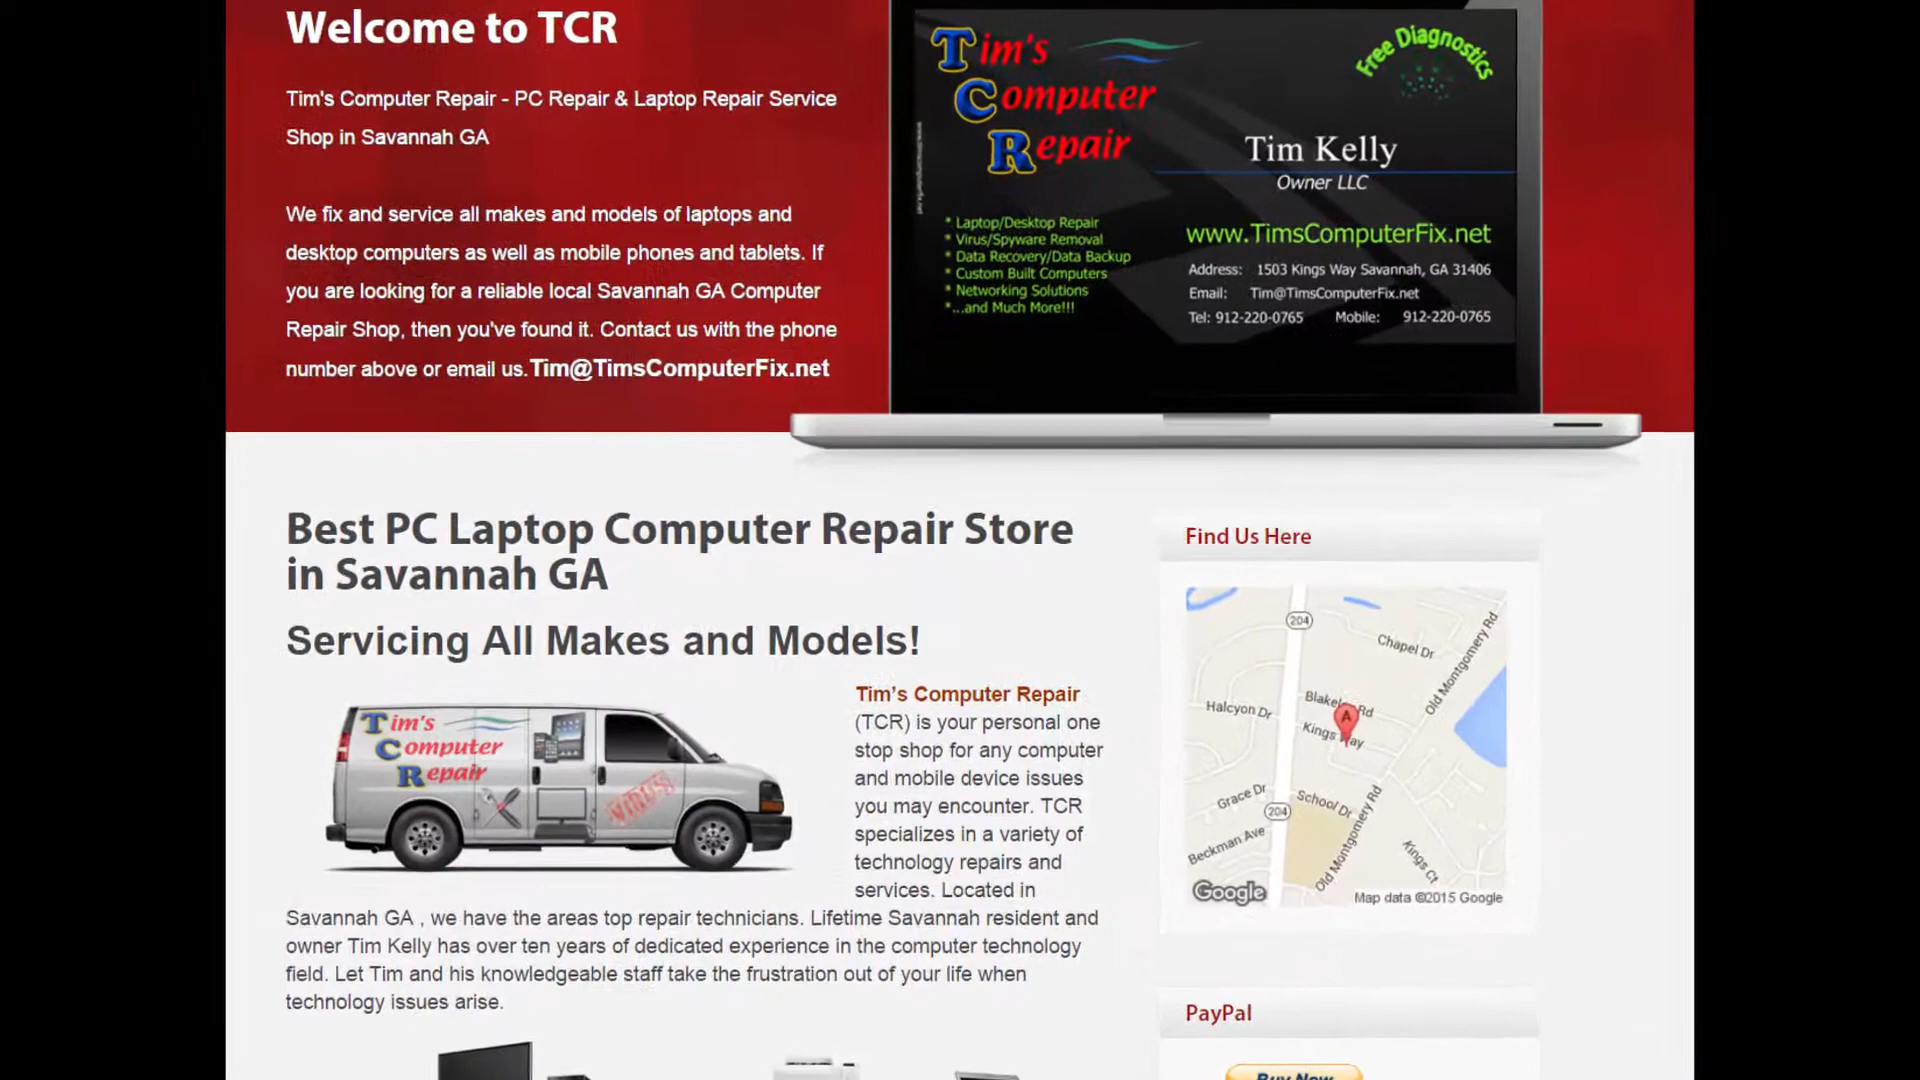 Welcome to TCR
Tim's Computer Repair - PC Repair & Laptop Repair Service
Shop in Savannah GA
We fix and service all makes and models of laptops and
desktop computers as well as mobile phones and tablets. If
you are looking for a reliable local Savannah GA Computer
Repair Shop, then you've found it. Contact us with the phone
number above or email us.Tim@TimsComputerFix.net
Tim's
Computer
Repair
Free Diagnostics
Tim Kelly
Owner LLC
* Laptop/Desktop Repair
* Virus/Spyware Removal
* Data Recovery/Data Backup
* Custom Built Computers
* Networking Solutions
*...and Much More!!!
www.TimsComputerFix.net
Address: 1503 Kings Way Savannah, GA 31406
Email: Tim@TimsComputerFix.net
Tel: 912-220-0765 Mobile: 912-220-0765
Best PC Laptop Computer Repair Store
in Savannah GA
Servicing All Makes and Models!
Tim's
Computer
Repair
VIRUS
Tim’s Computer Repair
(TCR) is your personal one
stop shop for any computer
and mobile device issues
you may encounter. TCR
specializes in a variety of
technology repairs and
services. Located in
Savannah GA , we have the areas top repair technicians. Lifetime Savannah resident and
owner Tim Kelly has over ten years of dedicated experience in the computer technology
field. Let Tim and his knowledgeable staff take the frustration out of your life when
technology issues arise.
Find Us Here
204
Chapel Dr
Old Montgomery Rd
Halcyon Dr
Blakeley Rd
A
Kings Way
Grace Dr
204
School Dr
Beckman Ave
Old Montgomery Rd
Kings Ct
Google
Map data ©2015 Google
PayPal
Buy Now